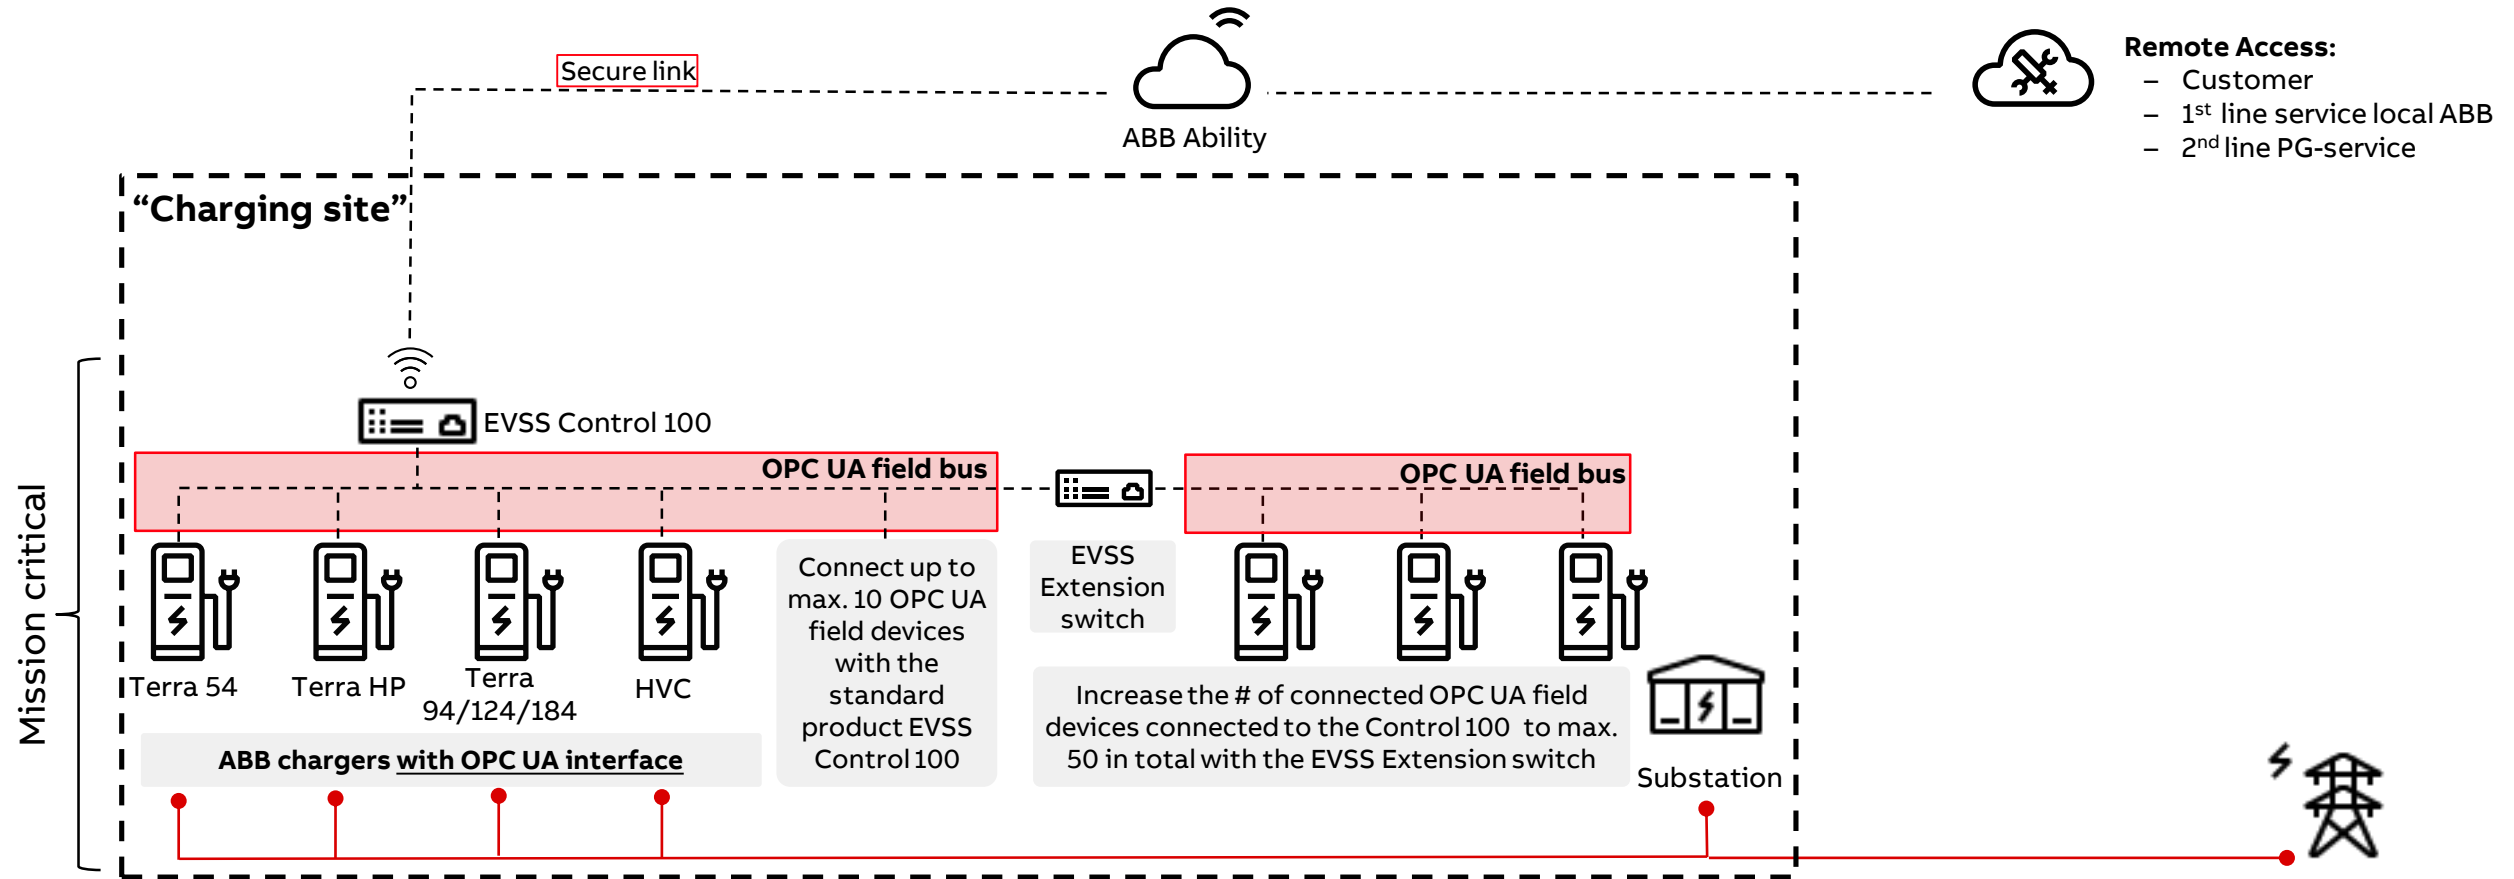 Secure link
ABB Ability
Remote Access:
– Customer
– 1st line service local ABB
– 2nd line PG-service
“Charging site”
Mission critical
EVSS Control 100
OPC UA field bus
OPC UA field bus
Terra 54
Terra HP
Terra
94/124/184
HVC
Connect up to
max. 10 OPC UA
field devices
with the
standard
product EVSS
Control 100
EVSS
Extension
switch
Increase the # of connected OPC UA field
devices connected to the Control 100 to max.
50 in total with the EVSS Extension switch
ABB chargers with OPC UA interface
Substation